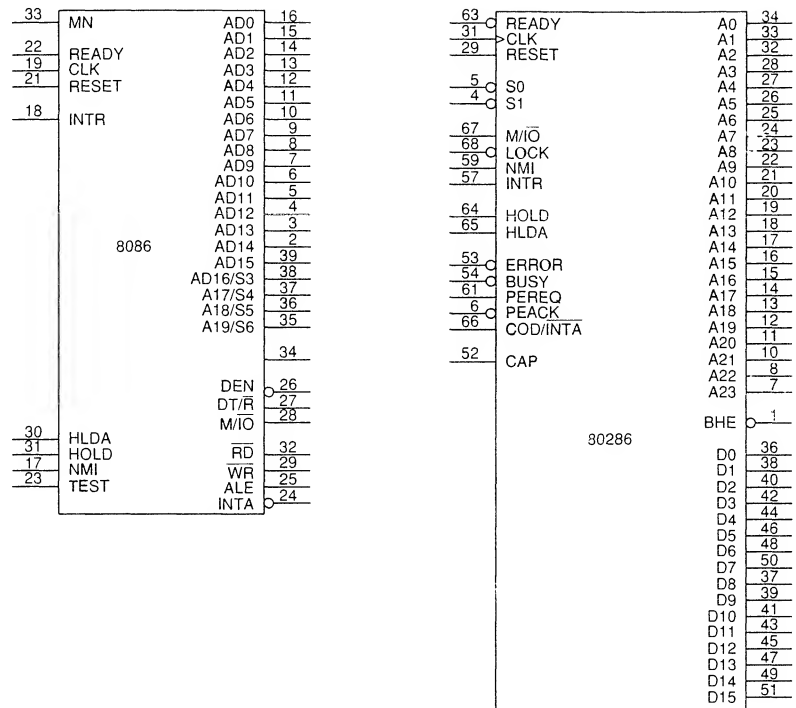 33 MN AD0 16
AD1 15
22 READY AD2 14
19 CLK AD3 13
21 RESET AD4 12
AD5 11
18 INTR AD6 10
AD7 9
AD8 8
AD9 7
AD10 6
AD11 5
AD12 4
AD13 3
8086 AD14 2
AD15 39
AD16/S3 38
A17/S4 37
A18/S5 36
A19/S6 35
34
DEN 26
DT/R̅ 27
M/I̅O̅ 28
30 HLDA
31 HOLD R̅D̅ 32
17 NMI W̅R̅ 29
23 TEST ALE 25
INTA 24
63 READY A0 34
31 CLK A1 33
29 RESET A2 32
A3 28
5 S0 A4 27
4 S1 A5 26
A6 25
67 M/I̅O̅ A7 24
68 LOCK A8 23
59 NMI A9 22
57 INTR A10 21
A11 20
64 HOLD A12 19
65 HLDA A13 18
A14 17
53 ERROR A15 16
54 BUSY A16 15
61 PEREQ A17 14
6 PEACK A18 13
66 COD/I̅N̅T̅A̅ A19 12
A20 11
52 CAP A21 10
A22 8
A23 7
BHE 1
80286
D0 36
D1 38
D2 40
D3 42
D4 44
D5 46
D6 48
D7 50
D8 37
D9 39
D10 41
D11 43
D12 45
D13 47
D14 49
D15 51